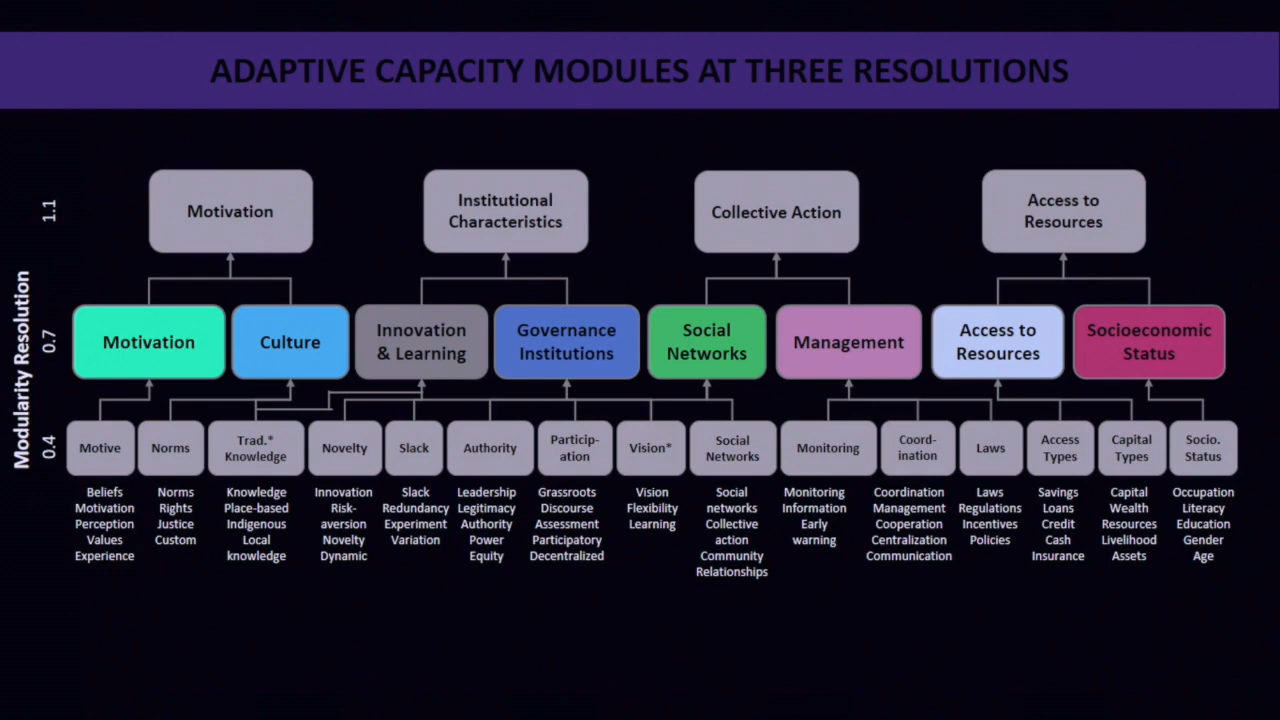 ADAPTIVE CAPACITY MODULES AT THREE RESOLUTIONS
Modularity Resolution
1.1
Motivation
Institutional
Characteristics
Collective Action
Access to
Resources
0.7
Motivation
Culture
Innovation
& Learning
Governance
Institutions
Social
Networks
Management
Access to
Resources
Socioeconomic
Status
0.4
Motive
Norms
Trad.*
Knowledge
Novelty
Slack
Authority
Particip-
ation
Vision*
Social
Networks
Monitoring
Coord-
ination
Laws
Access
Types
Capital
Types
Socio.
Status
Beliefs
Motivation
Perception
Values
Experience
Norms
Rights
Justice
Custom
Knowledge
Place-based
Indigenous
Local
knowledge
Innovation
Risk-
aversion
Novelty
Dynamic
Slack
Redundancy
Experiment
Variation
Leadership
Legitimacy
Authority
Power
Equity
Grassroots
Discourse
Assessment
Participatory
Decentralized
Vision
Flexibility
Learning
Social
networks
Collective
action
Community
Relationships
Monitoring
Information
Early
warning
Coordination
Management
Cooperation
Centralization
Communication
Laws
Regulations
Incentives
Policies
Savings
Loans
Credit
Cash
Insurance
Capital
Wealth
Resources
Livelihood
Assets
Occupation
Literacy
Education
Gender
Age